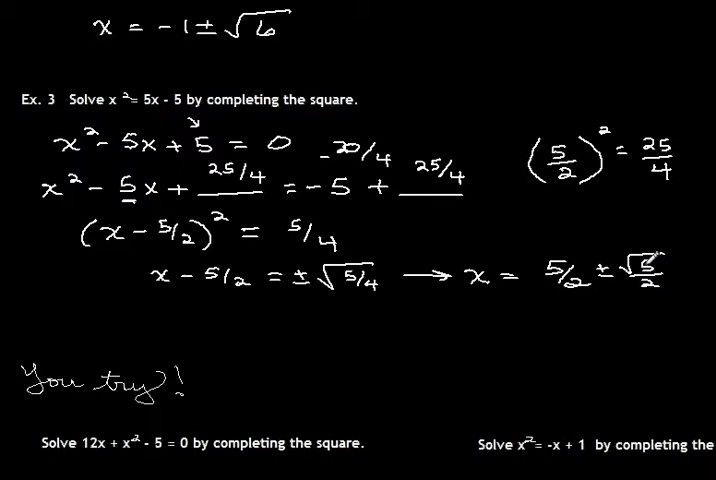 x = -1 ± √6
Ex. 3 Solve x²= 5x - 5 by completing the square.
x² - 5x + 5 = 0
-20/4
(5/2)² = 25/4
x² - 5x + 25/4 = -5 + 25/4
(x - 5/2)² = 5/4
x - 5/2 = ± √5/4 → x = 5/2 ± √5/2
You try!
Solve 12x + x² - 5 = 0 by completing the square.
Solve x²= -x + 1 by completing the